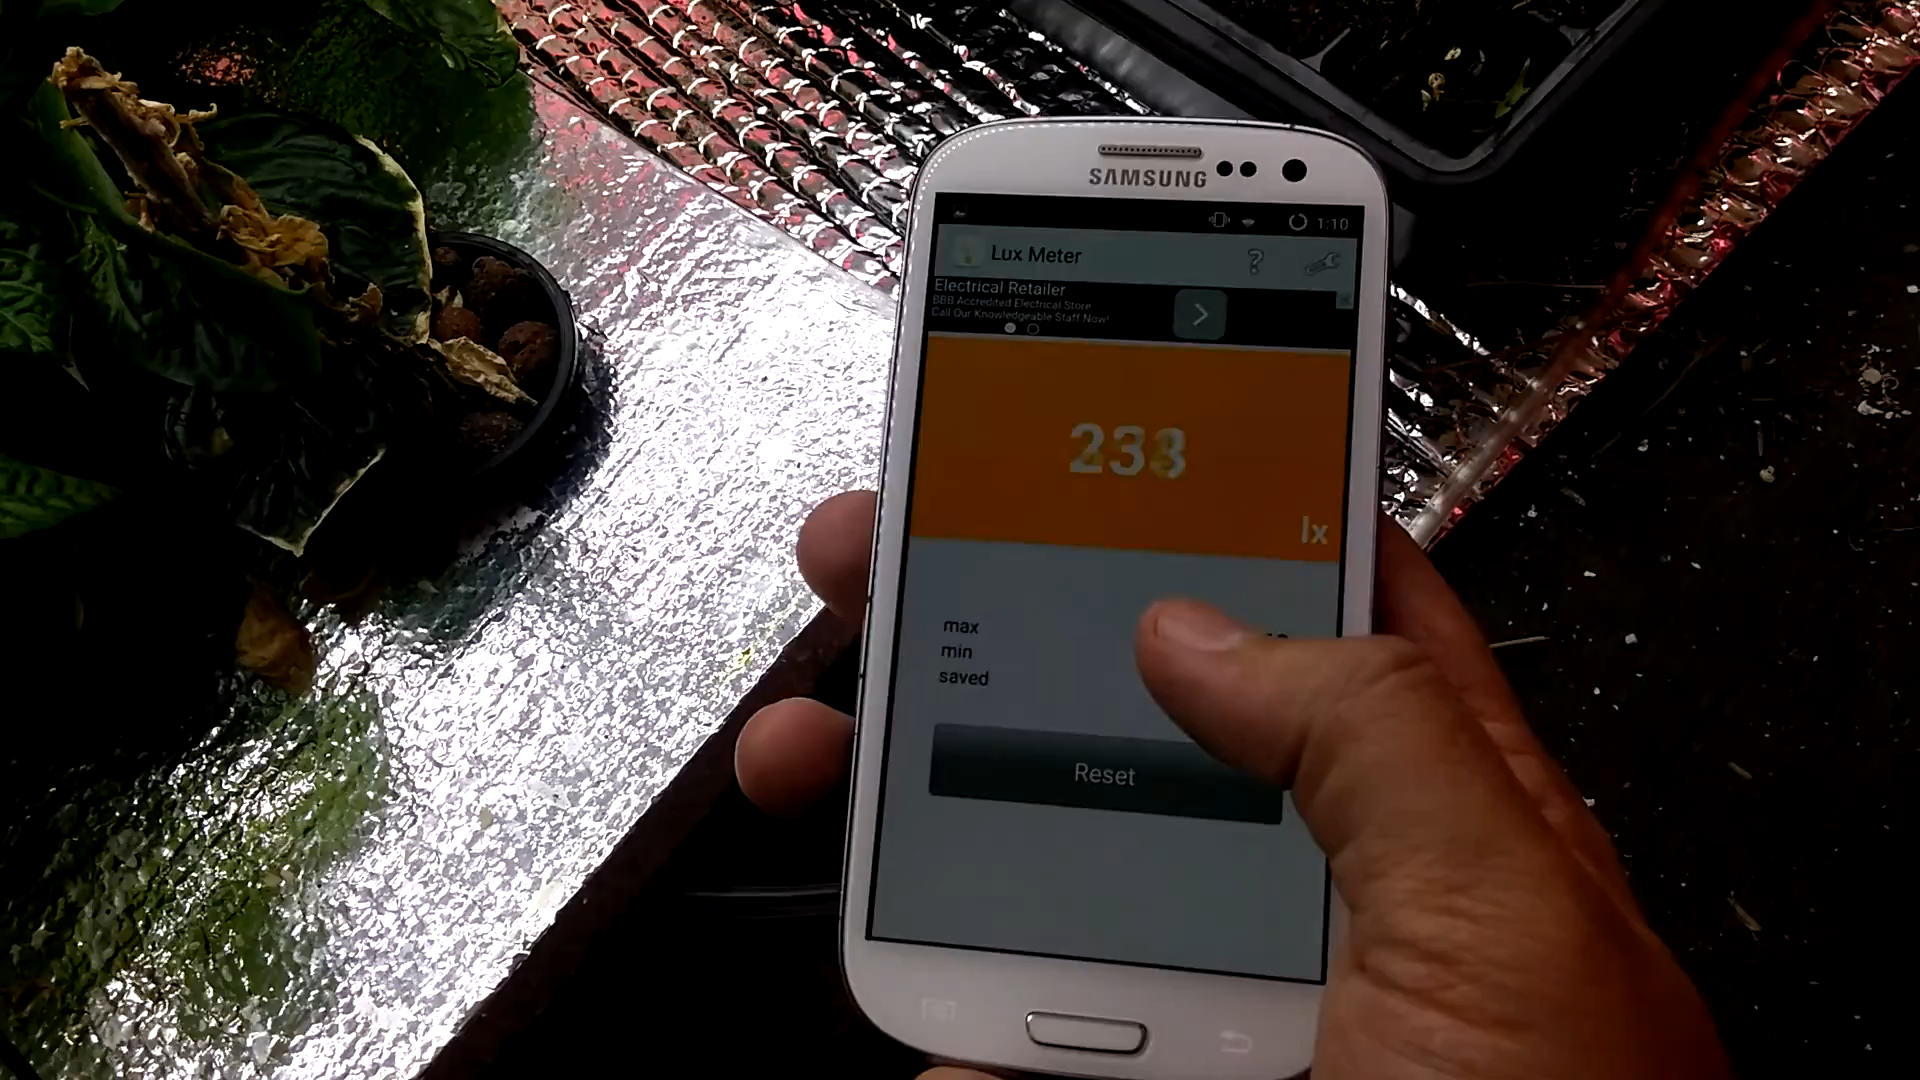 SAMSUNG
1:10
Lux Meter
?
Electrical Retailer
BBB Accredited Electrical Store
Call Our Knowledgeable Staff Now!
lx
max
min
saved
Reset